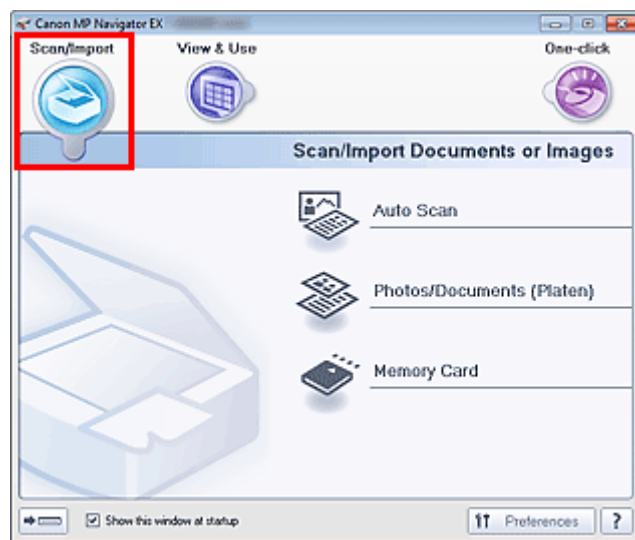 Canon MP Navigator EX
Scan/Import View & Use One-click
Scan/Import Documents or Images
Auto Scan
Photos/Documents (Platen)
Memory Card
Show this window at startup Preferences ?